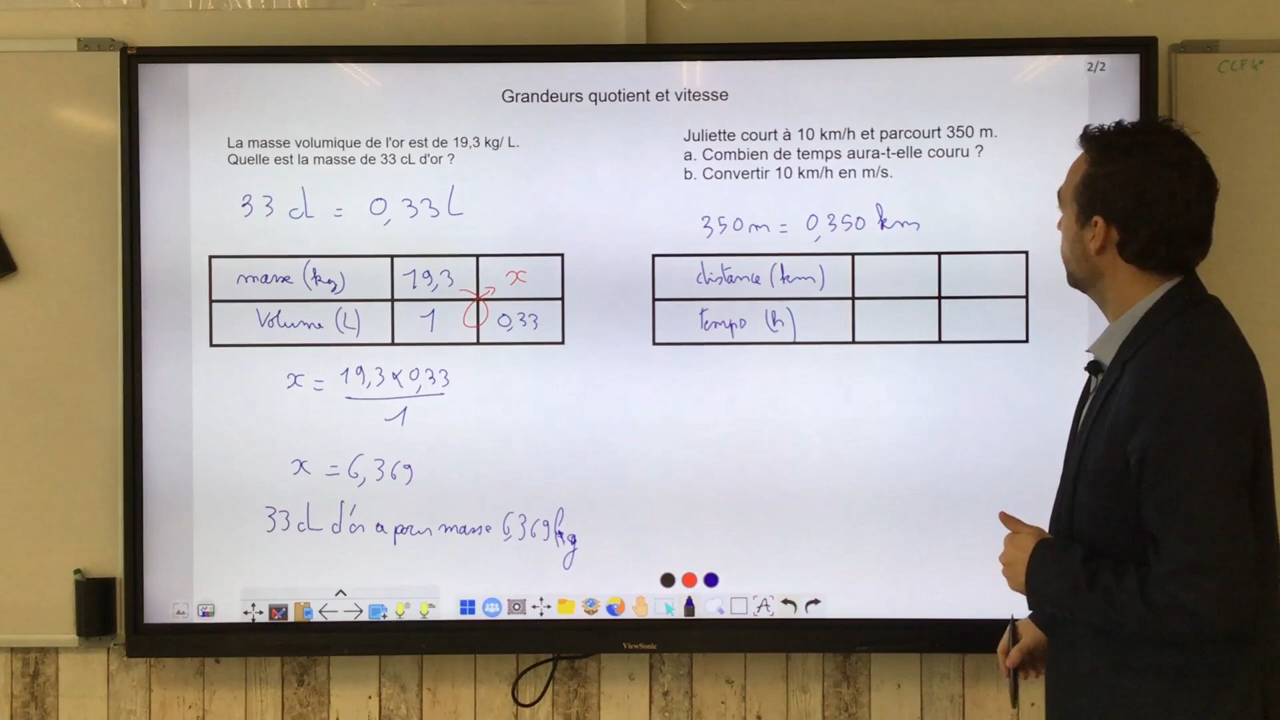 2/2
Grandeurs quotient et vitesse
La masse volumique de l'or est de 19,3 kg/ L.
Quelle est la masse de 33 cL d'or ?
33 cL = 0,33 L
masse (kg) 19,3 x
Volume (L) 1 0,33
x = 19,3 x 0,33
1
x = 6,369
33 cL d'or a pour masse 6,369 kg
Juliette court à 10 km/h et parcourt 350 m.
a. Combien de temps aura-t-elle couru ?
b. Convertir 10 km/h en m/s.
350 m = 0,350 km
distance (km)
temps (h)
ViewSonic